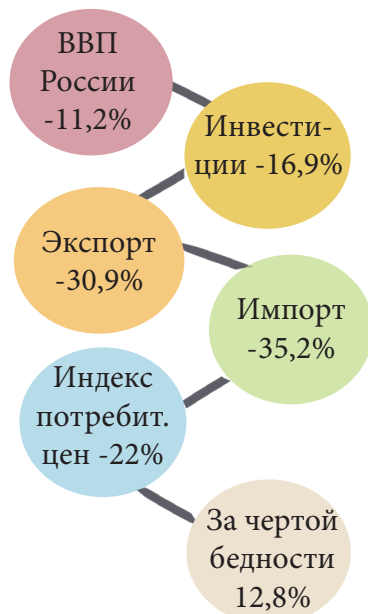 ВВП
России
-11,2%
Инвести-
ции -16,9%
Экспорт
-30,9%
Импорт
-35,2%
Индекс
потребит.
цен -22%
За чертой
бедности
12,8%